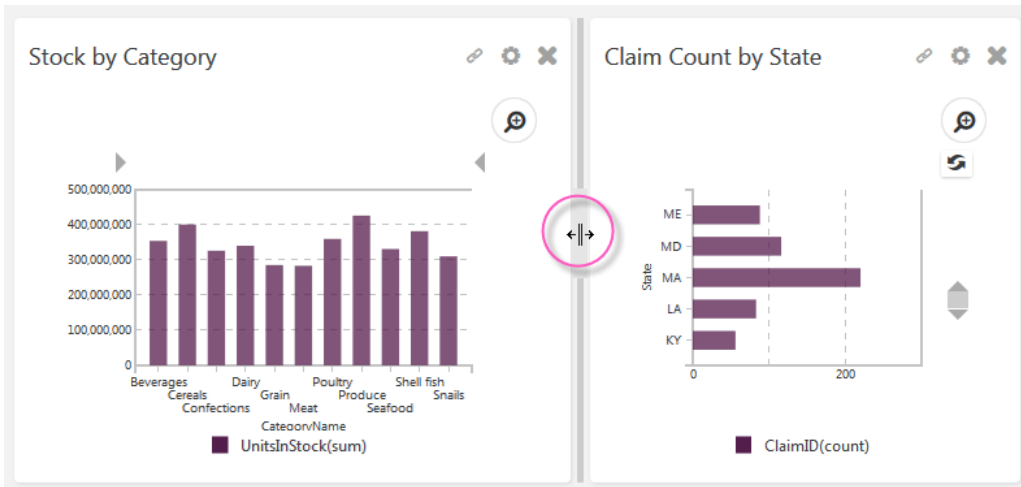 Stock by Category
500,000,000
400,000,000
300,000,000
200,000,000
100,000,000
0
Beverages Dairy Poultry Shell fish
Cereals Grain Produce Snails
Confections Meat Seafood
CategoryName
UnitsInStock(sum)
Claim Count by State
State
ME
MD
MA
LA
KY
0 200
ClaimID(count)